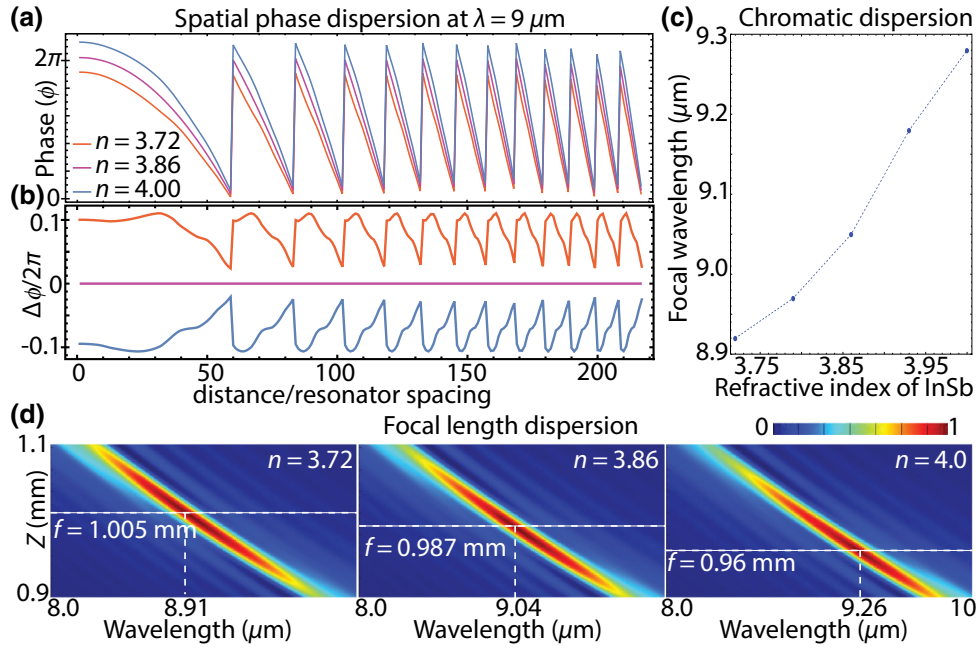 (a) Spatial phase dispersion at λ = 9 μm
Phase (ϕ)
2π
0
n = 3.72
n = 3.86
n = 4.00
(b)
Δϕ/2π
0.1
0
-0.1
0 50 100 150 200
distance/resonator spacing
(c) Chromatic dispersion
Focal wavelength (μm)
9.3
9.2
9.1
9.0
8.9
3.75 3.85 3.95
Refractive index of InSb
(d) Focal length dispersion
0 1
Z (mm)
1.1
0.9
n = 3.72
f = 1.005 mm
8.0 8.91
Wavelength (μm)
n = 3.86
f = 0.987 mm
8.0 9.04
Wavelength (μm)
n = 4.0
f = 0.96 mm
8.0 9.26 10
Wavelength (μm)